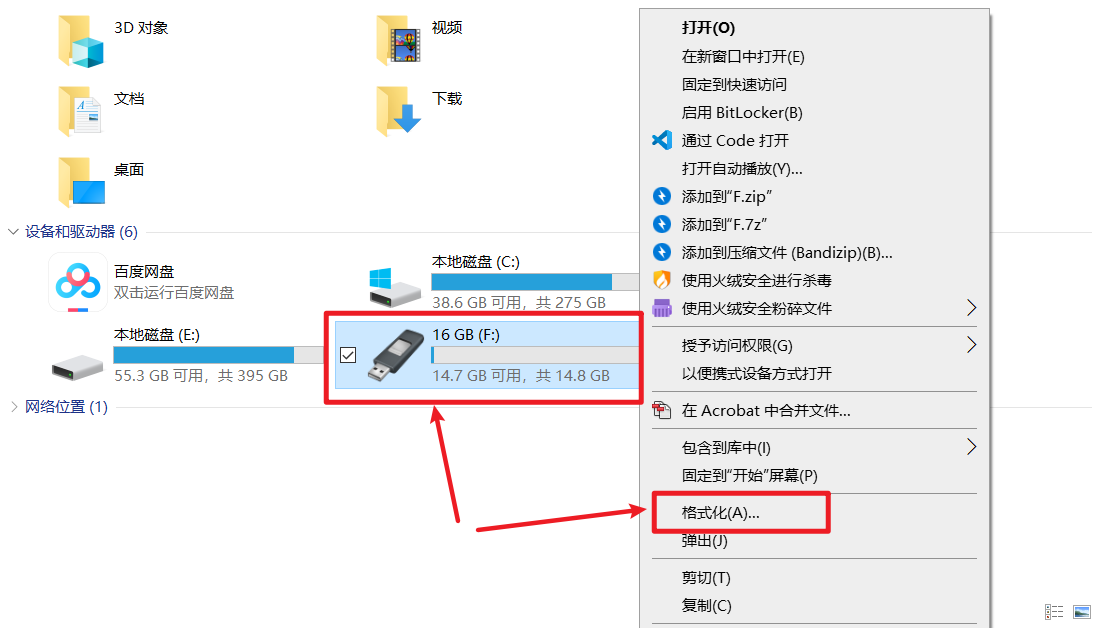 3D 对象
视频
文档
下载
桌面
设备和驱动器 (6)
百度网盘
双击运行百度网盘
本地磁盘 (C:)
38.6 GB 可用，共 275 GB
本地磁盘 (E:)
55.3 GB 可用，共 395 GB
16 GB (F:)
14.7 GB 可用，共 14.8 GB
网络位置 (1)
打开(O)
在新窗口中打开(E)
固定到快速访问
启用 BitLocker(B)
通过 Code 打开
打开自动播放(Y)...
添加到“F.zip”
添加到“F.7z”
添加到压缩文件 (Bandizip)(B)...
使用火绒安全进行杀毒
使用火绒安全粉碎文件
授予访问权限(G)
以便携式设备方式打开
在 Acrobat 中合并文件...
包含到库中(I)
固定到“开始”屏幕(P)
格式化(A)...
弹出(J)
剪切(T)
复制(C)